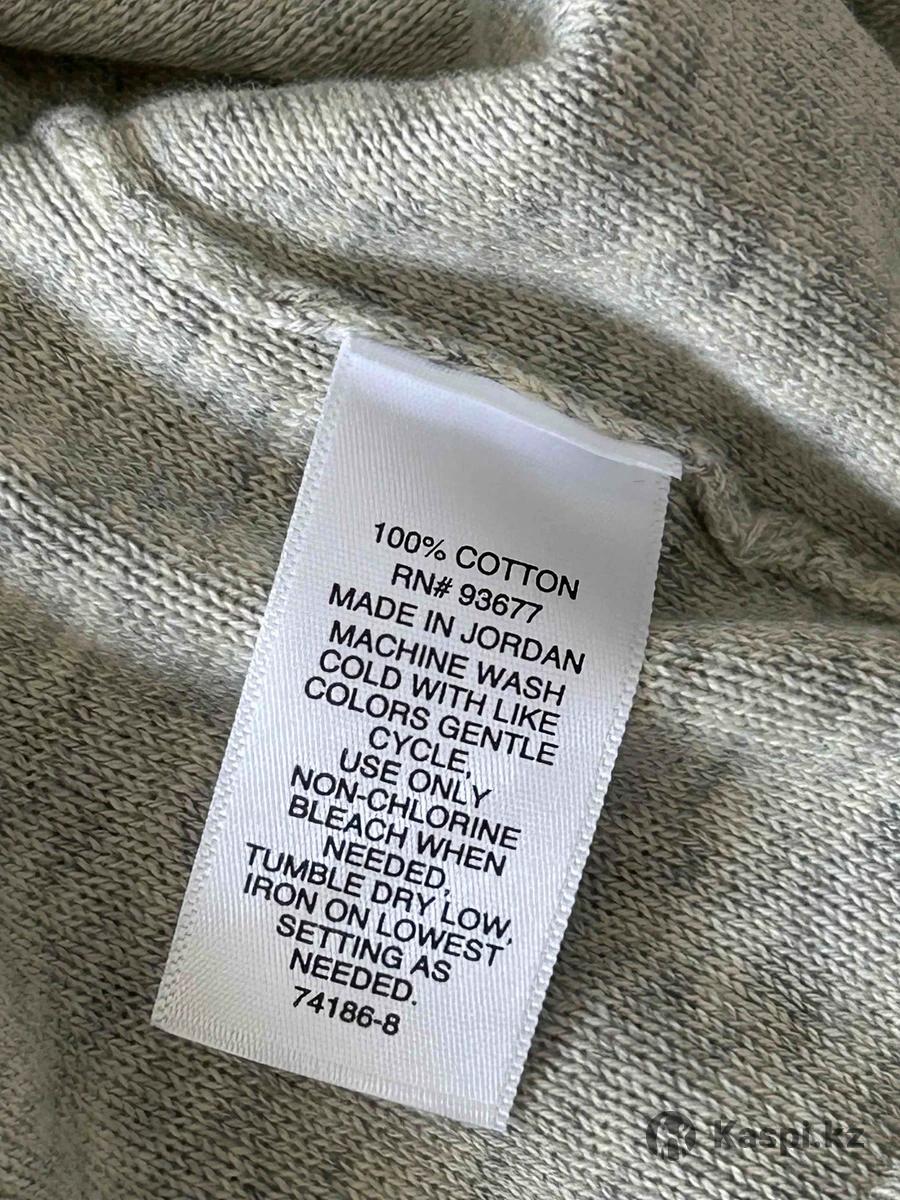 100% COTTON
RN# 93677
MADE IN JORDAN
MACHINE WASH
COLD WITH LIKE
COLORS GENTLE
CYCLE,
USE ONLY
NON-CHLORINE
BLEACH WHEN
NEEDED,
TUMBLE DRY LOW,
IRON ON LOWEST
SETTING AS
NEEDED.
74186-8
Kaspi.kz